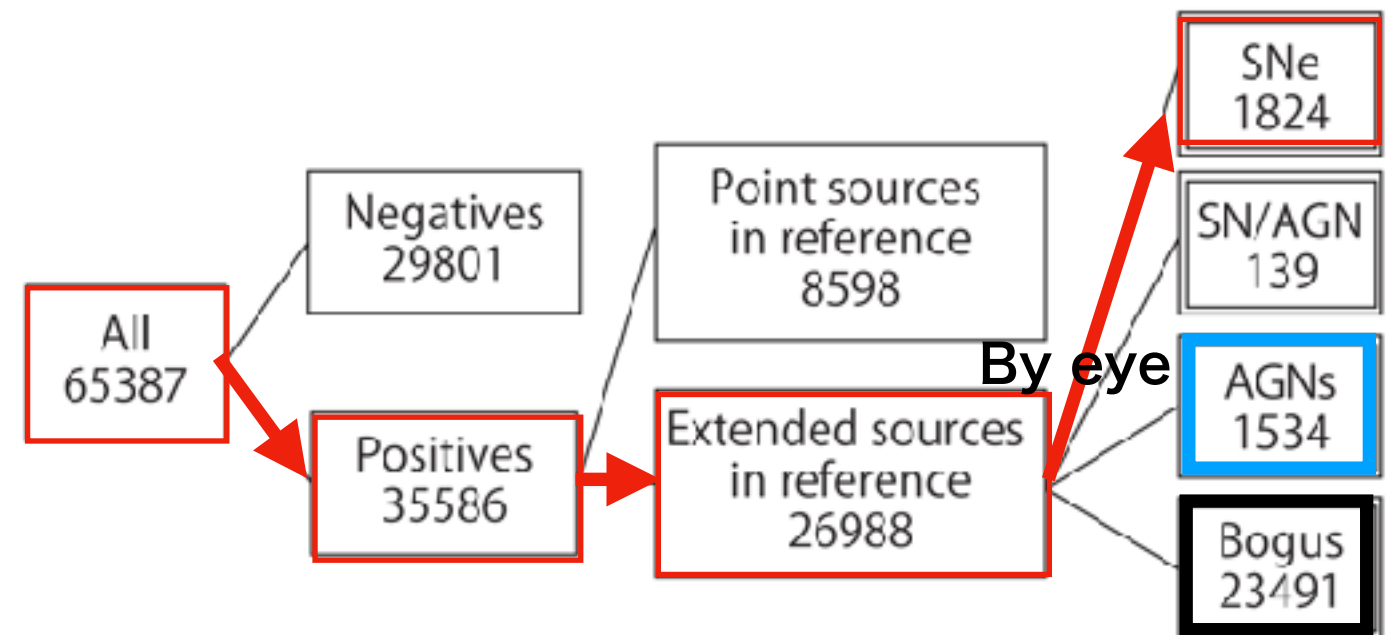 All
65387
Negatives
29801
Positives
35586
Point sources
in reference
8598
Extended sources
in reference
26988
By eye
SNe
1824
SN/AGN
139
AGNs
1534
Bogus
23491